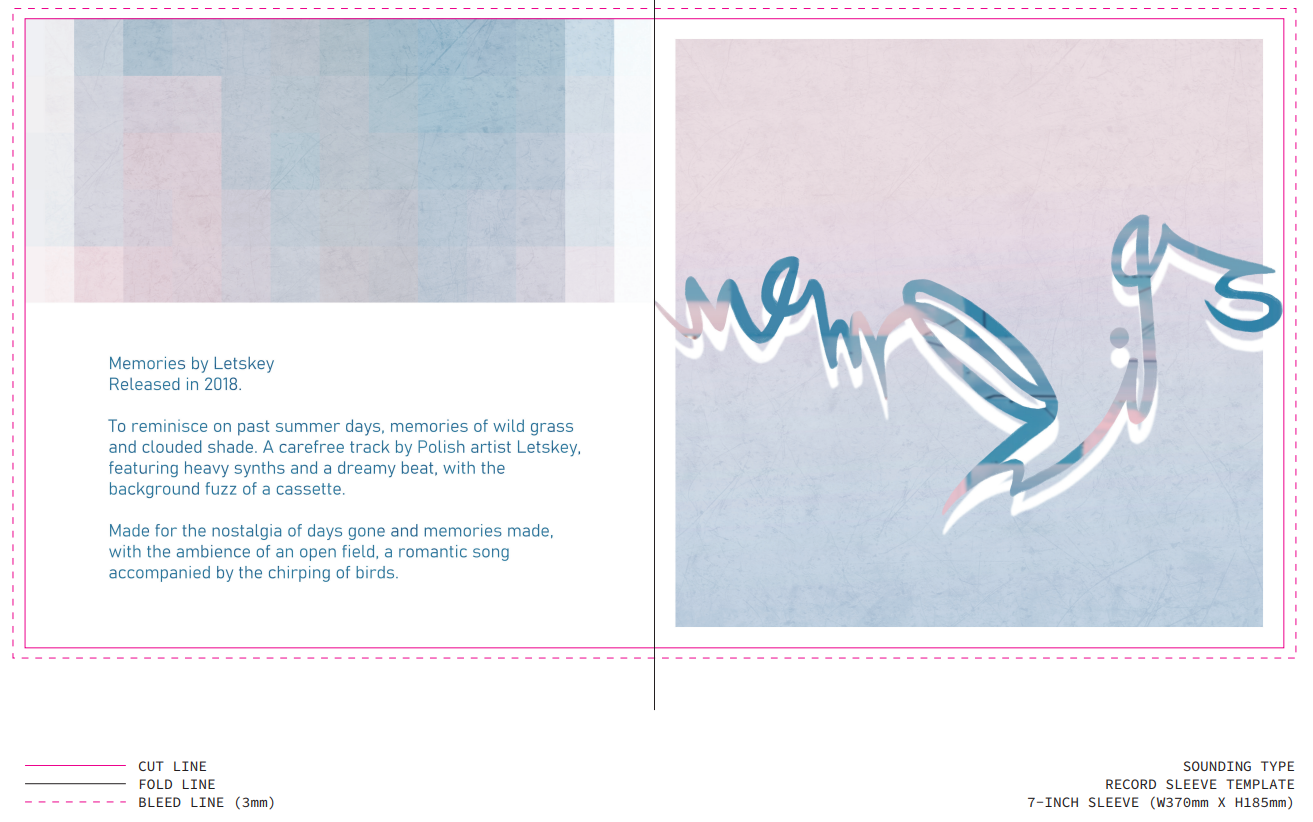 Memories by Letskey
Released in 2018.
To reminisce on past summer days, memories of wild grass
and clouded shade. A carefree track by Polish artist Letskey,
featuring heavy synths and a dreamy beat, with the
background fuzz of a cassette.
Made for the nostalgia of days gone and memories made,
with the ambience of an open field, a romantic song
accompanied by the chirping of birds.
memories
CUT LINE
FOLD LINE
BLEED LINE (3mm)
SOUNDING TYPE
RECORD SLEEVE TEMPLATE
7-INCH SLEEVE (W370mm X H185mm)